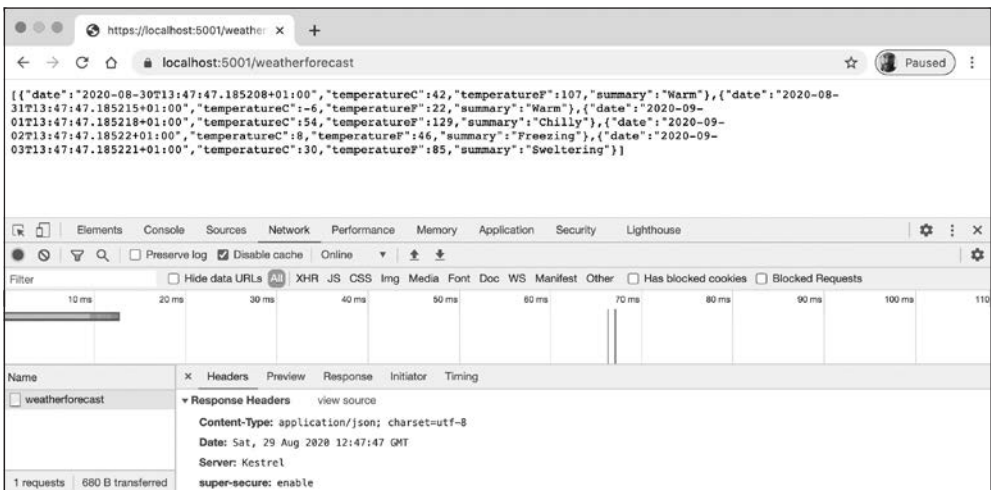 https://localhost:5001/weather × +
localhost:5001/weatherforecast Paused
[{"date":"2020-08-30T13:47:47.185208+01:00","temperatureC":42,"temperatureF":107,"summary":"Warm"},{"date":"2020-08-
31T13:47:47.185215+01:00","temperatureC":-6,"temperatureF":22,"summary":"Warm"},{"date":"2020-09-
01T13:47:47.185218+01:00","temperatureC":54,"temperatureF":129,"summary":"Chilly"},{"date":"2020-09-
02T13:47:47.18522+01:00","temperatureC":8,"temperatureF":46,"summary":"Freezing"},{"date":"2020-09-
03T13:47:47.185221+01:00","temperatureC":30,"temperatureF":85,"summary":"Sweltering"}]
Elements Console Sources Network Performance Memory Application Security Lighthouse
Preserve log Disable cache Online
Filter Hide data URLs All XHR JS CSS Img Media Font Doc WS Manifest Other Has blocked cookies Blocked Requests
10 ms 20 ms 30 ms 40 ms 50 ms 60 ms 70 ms 80 ms 90 ms 100 ms 110
Name × Headers Preview Response Initiator Timing
weatherforecast Response Headers view source
Content-Type: application/json; charset=utf-8
Date: Sat, 29 Aug 2020 12:47:47 GMT
Server: Kestrel
1 requests 680 B transferred super-secure: enable